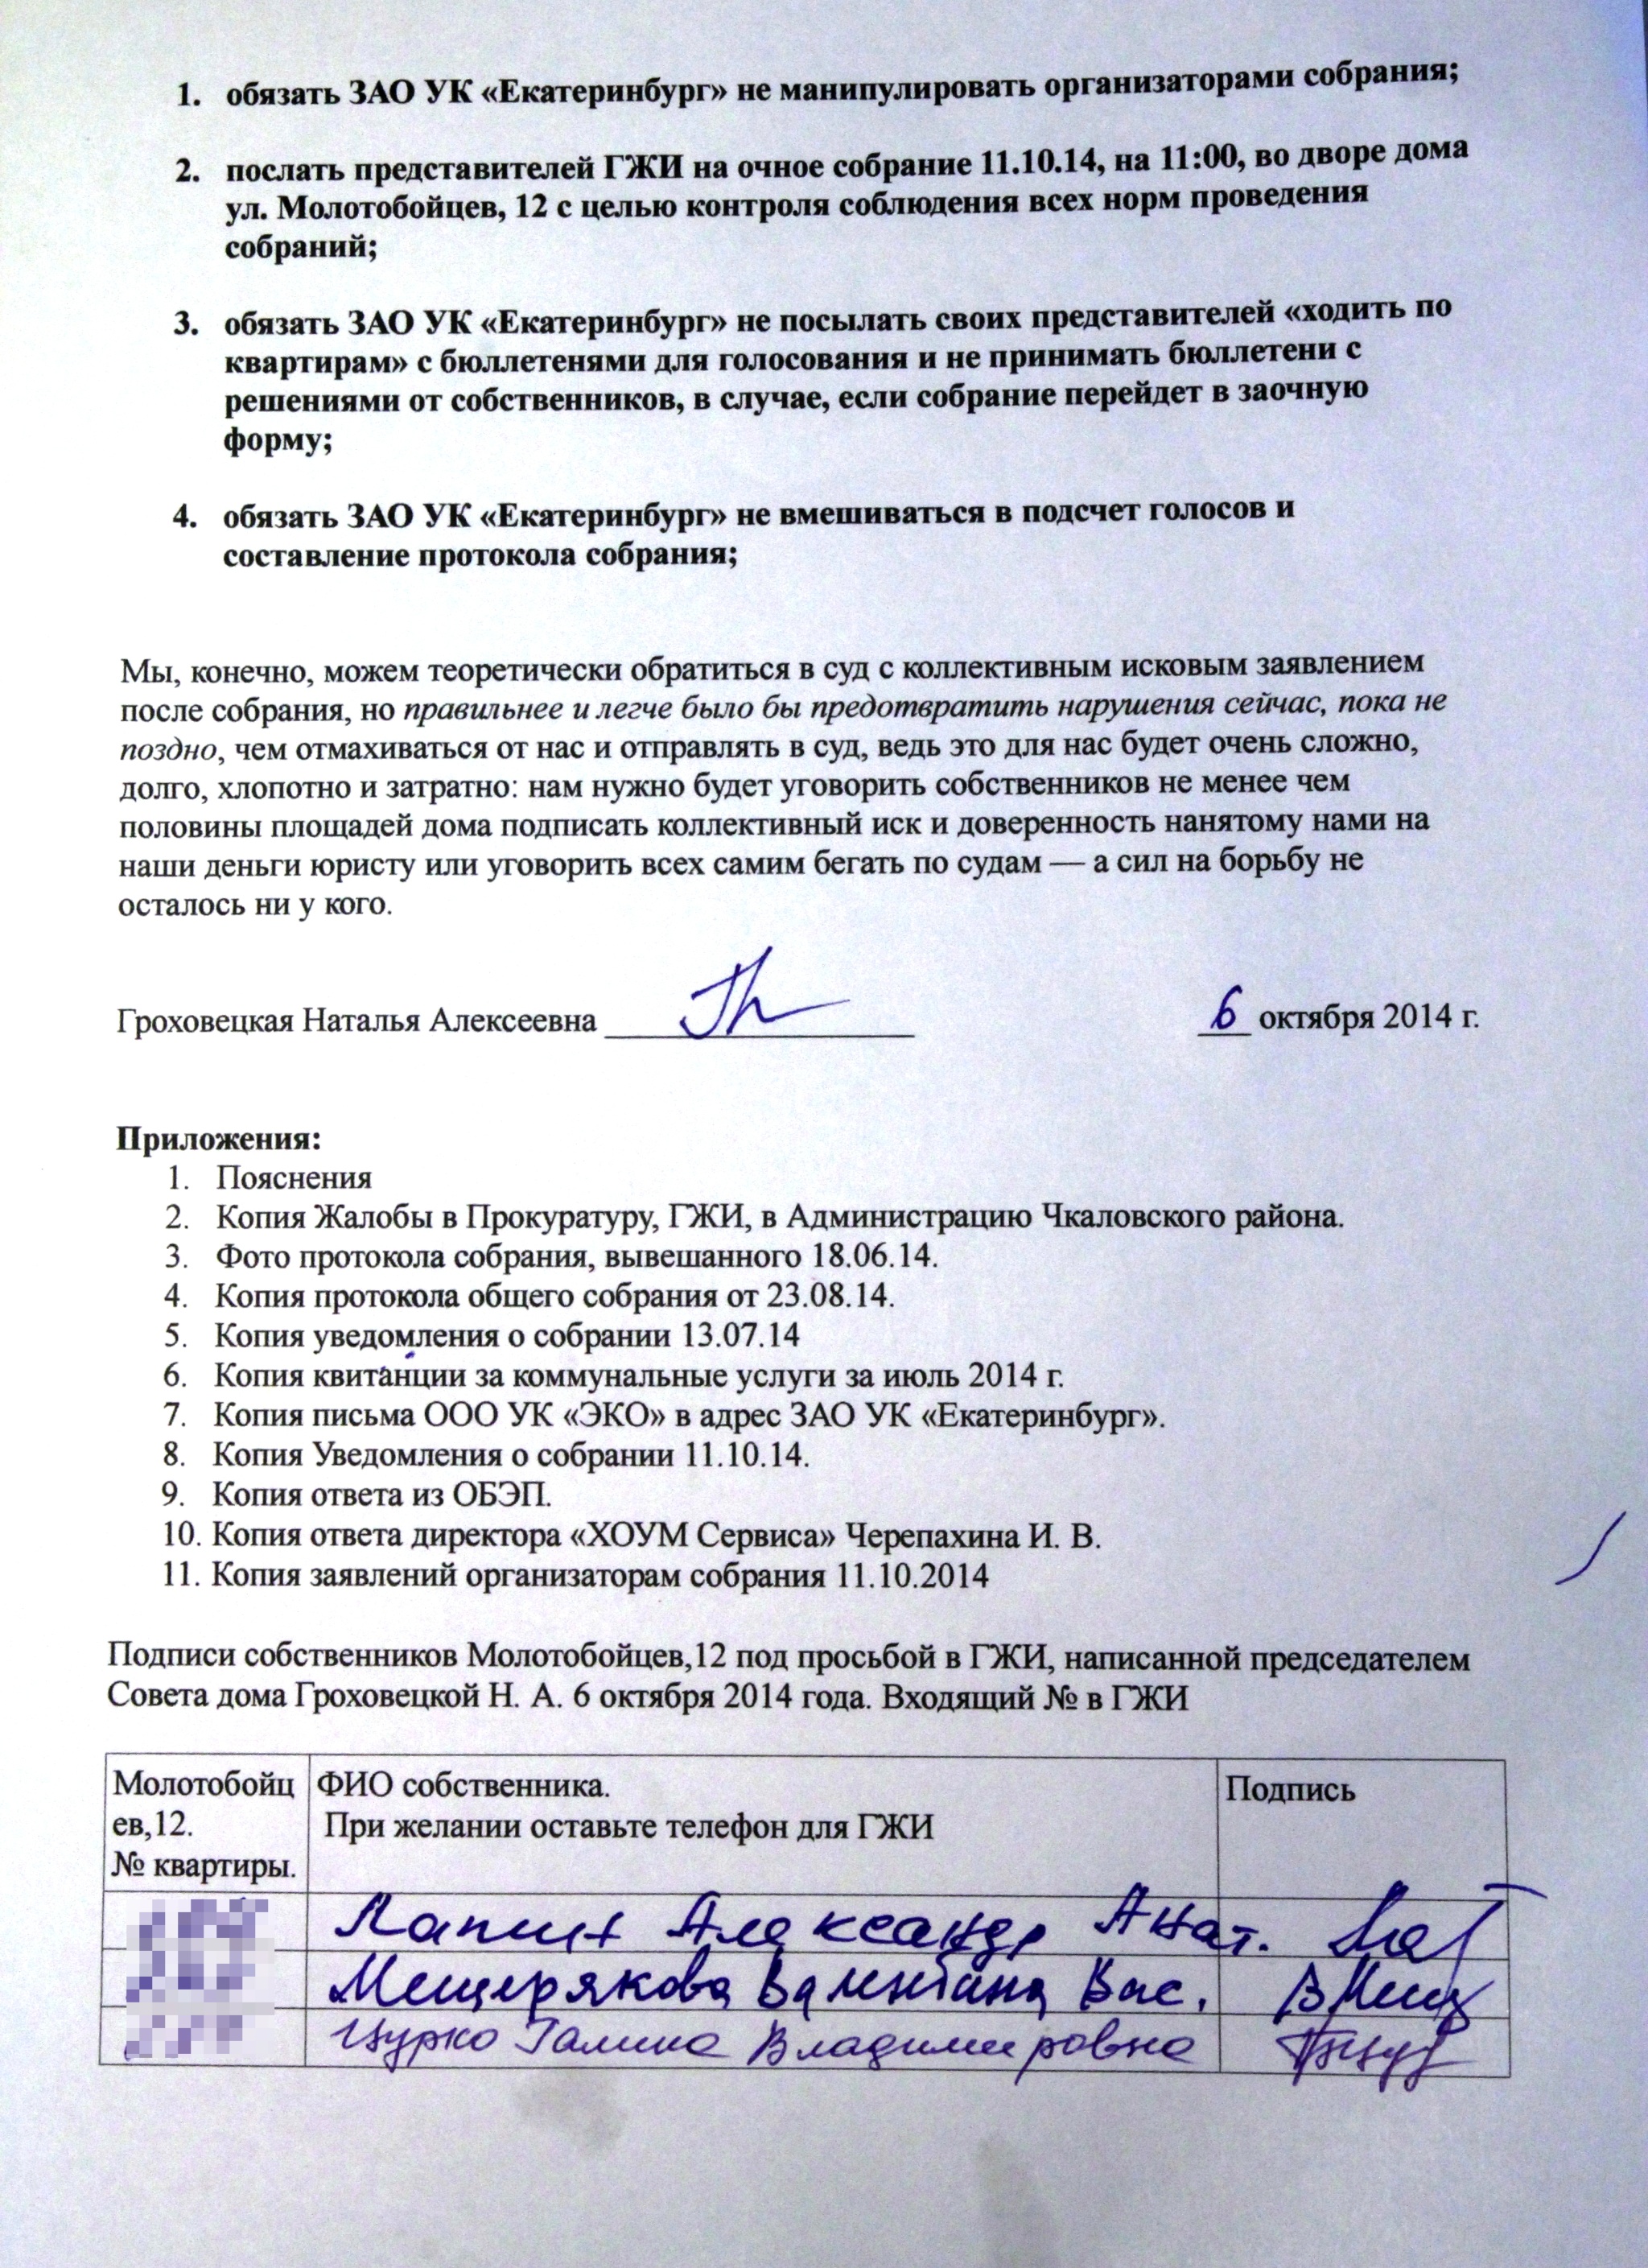 1. обязать ЗАО УК «Екатеринбург» не манипулировать организаторами собрания;
2. послать представителей ГЖИ на очное собрание 11.10.14, на 11:00, во дворе дома
ул. Молотобойцев, 12 с целью контроля соблюдения всех норм проведения
собраний;
3. обязать ЗАО УК «Екатеринбург» не посылать своих представителей «ходить по
квартирам» с бюллетенями для голосования и не принимать бюллетени с
решениями от собственников, в случае, если собрание перейдет в заочную
форму;
4. обязать ЗАО УК «Екатеринбург» не вмешиваться в подсчет голосов и
составление протокола собрания;
Мы, конечно, можем теоретически обратиться в суд с коллективным исковым заявлением
после собрания, но правильнее и легче было бы предотвратить нарушения сейчас, пока не
поздно, чем отмахиваться от нас и отправлять в суд, ведь это для нас будет очень сложно,
долго, хлопотно и затратно: нам нужно будет уговорить собственников не менее чем
половины площадей дома подписать коллективный иск и доверенность нанятому нами на
наши деньги юристу или уговорить всех самим бегать по судам — а сил на борьбу не
осталось ни у кого.
Гроховецкая Наталья Алексеевна 6 октября 2014 г.
Приложения:
1. Пояснения
2. Копия Жалобы в Прокуратуру, ГЖИ, в Администрацию Чкаловского района.
3. Фото протокола собрания, вывешанного 18.06.14.
4. Копия протокола общего собрания от 23.08.14.
5. Копия уведомления о собрании 13.07.14
6. Копия квитанции за коммунальные услуги за июль 2014 г.
7. Копия письма ООО УК «ЭКО» в адрес ЗАО УК «Екатеринбург».
8. Копия Уведомления о собрании 11.10.14.
9. Копия ответа из ОБЭП.
10. Копия ответа директора «ХОУМ Сервиса» Черепахина И. В.
11. Копия заявлений организаторам собрания 11.10.2014
Подписи собственников Молотобойцев,12 под просьбой в ГЖИ, написанной председателем
Совета дома Гроховецкой Н. А. 6 октября 2014 года. Входящий № в ГЖИ
Молотобойц ФИО собственника. Подпись
ев,12. При желании оставьте телефон для ГЖИ
№ квартиры.
Лапин Александр Анат.
Мещерякова Валентина Вас.
Цурко Галина Владимировна